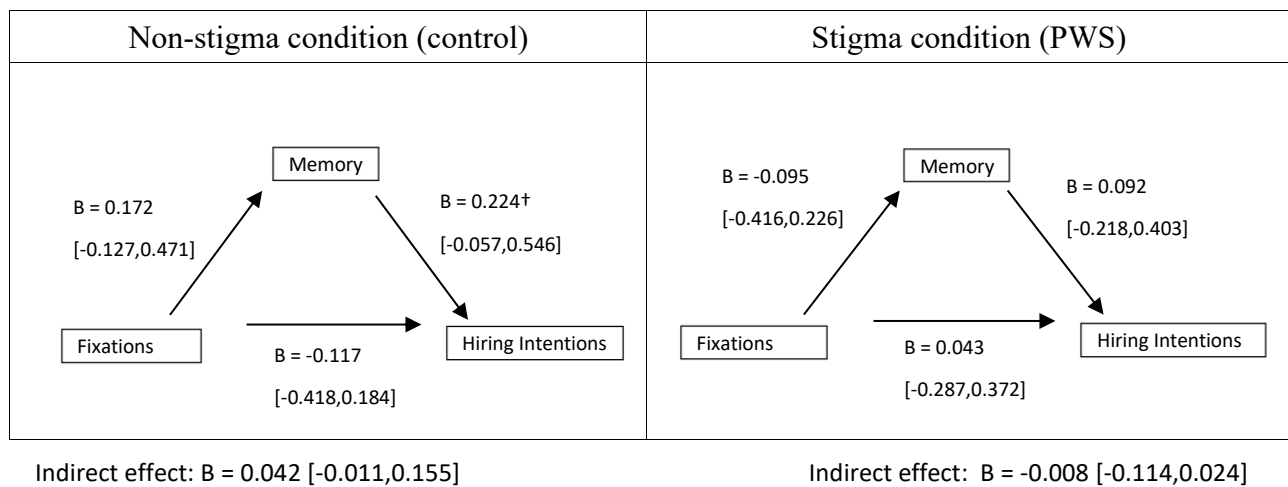 Non-stigma condition (control)
Stigma condition (PWS)
Memory
B = 0.172
[-0.127,0.471]
B = 0.224†
[-0.057,0.546]
Fixations
Hiring Intentions
B = -0.117
[-0.418,0.184]
Memory
B = -0.095
[-0.416,0.226]
B = 0.092
[-0.218,0.403]
Fixations
Hiring Intentions
B = 0.043
[-0.287,0.372]
Indirect effect: B = 0.042 [-0.011,0.155]
Indirect effect: B = -0.008 [-0.114,0.024]